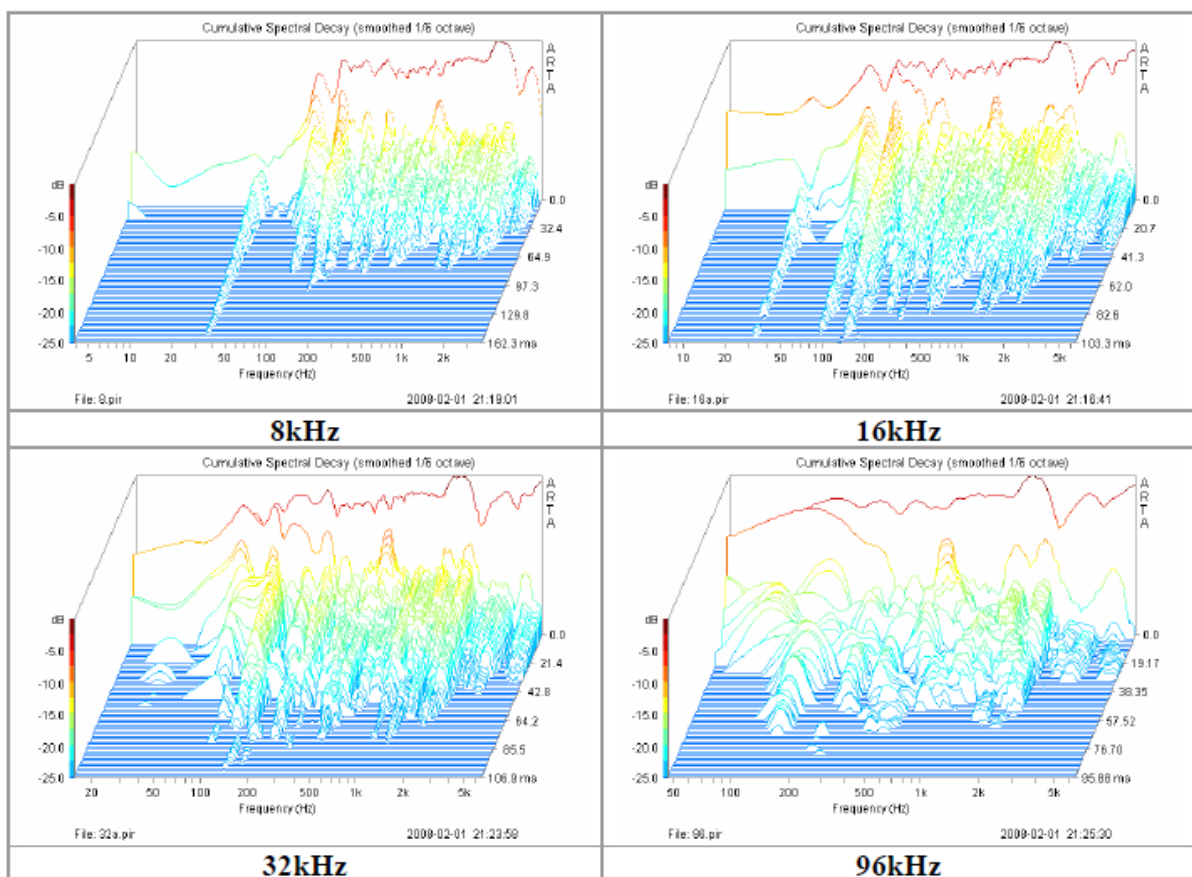 Cumulative Spectral Decay (smoothed 1/6 octave)
A
R
T
A
dB
-5.0
-10.0
-15.0
-20.0
-25.0
0.0
32.4
64.9
97.3
129.8
162.3 ms
5 10 20 50 100 200 500 1k 2k
Frequency (Hz)
File: 8.pir 2009-02-01 21:19:01
8kHz
Cumulative Spectral Decay (smoothed 1/6 octave)
A
R
T
A
dB
-5.0
-10.0
-15.0
-20.0
-25.0
0.0
20.7
41.3
62.0
82.6
103.3 ms
10 20 50 100 200 500 1k 2k 5k
Frequency (Hz)
File: 16a.pir 2009-02-01 21:16:41
16kHz
Cumulative Spectral Decay (smoothed 1/6 octave)
A
R
T
A
dB
-5.0
-10.0
-15.0
-20.0
-25.0
0.0
21.4
42.8
64.2
85.5
106.9 ms
20 50 100 200 500 1k 2k 5k
Frequency (Hz)
File: 32a.pir 2009-02-01 21:23:58
32kHz
Cumulative Spectral Decay (smoothed 1/6 octave)
A
R
T
A
dB
-5.0
-10.0
-15.0
-20.0
-25.0
0.0
19.17
38.35
57.52
76.70
95.88 ms
50 100 200 500 1k 2k 5k
Frequency (Hz)
File: 96.pir 2009-02-01 21:25:30
96kHz